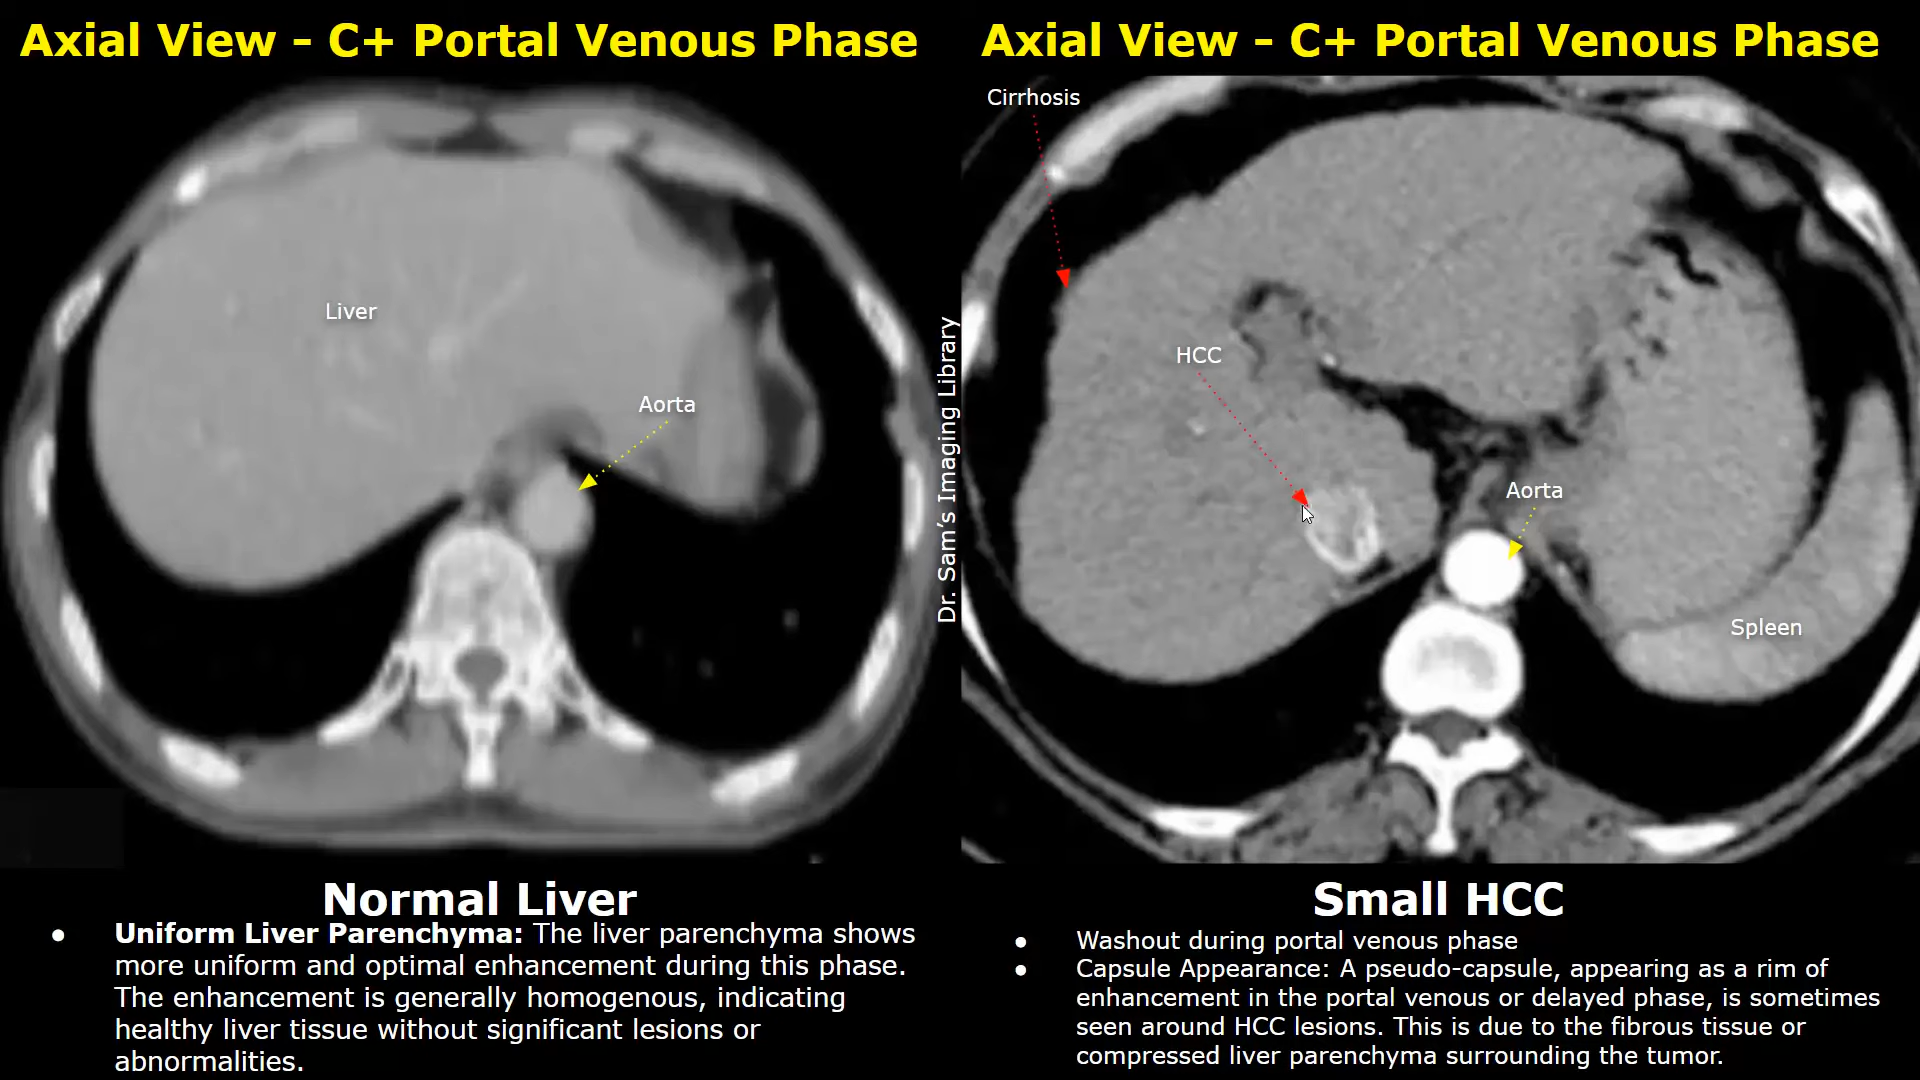 Axial View – C+ Portal Venous Phase
Liver
Aorta
Normal Liver
● Uniform Liver Parenchyma: The liver parenchyma shows
more uniform and optimal enhancement during this phase.
The enhancement is generally homogenous, indicating
healthy liver tissue without significant lesions or
abnormalities.
Dr. Sam’s Imaging Library
Axial View – C+ Portal Venous Phase
Cirrhosis
HCC
Aorta
Spleen
Small HCC
● Washout during portal venous phase
● Capsule Appearance: A pseudo-capsule, appearing as a rim of
enhancement in the portal venous or delayed phase, is sometimes
seen around HCC lesions. This is due to the fibrous tissue or
compressed liver parenchyma surrounding the tumor.